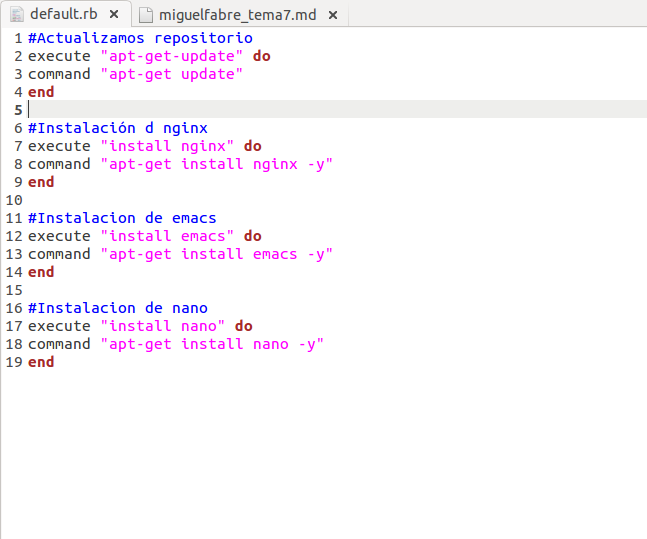 default.rb × miguelfabre_tema7.md ×
1 #Actualizamos repositorio
2 execute "apt-get-update" do
3 command "apt-get update"
4 end
5
6 #Instalación d nginx
7 execute "install nginx" do
8 command "apt-get install nginx -y"
9 end
10
11 #Instalacion de emacs
12 execute "install emacs" do
13 command "apt-get install emacs -y"
14 end
15
16 #Instalacion de nano
17 execute "install nano" do
18 command "apt-get install nano -y"
19 end